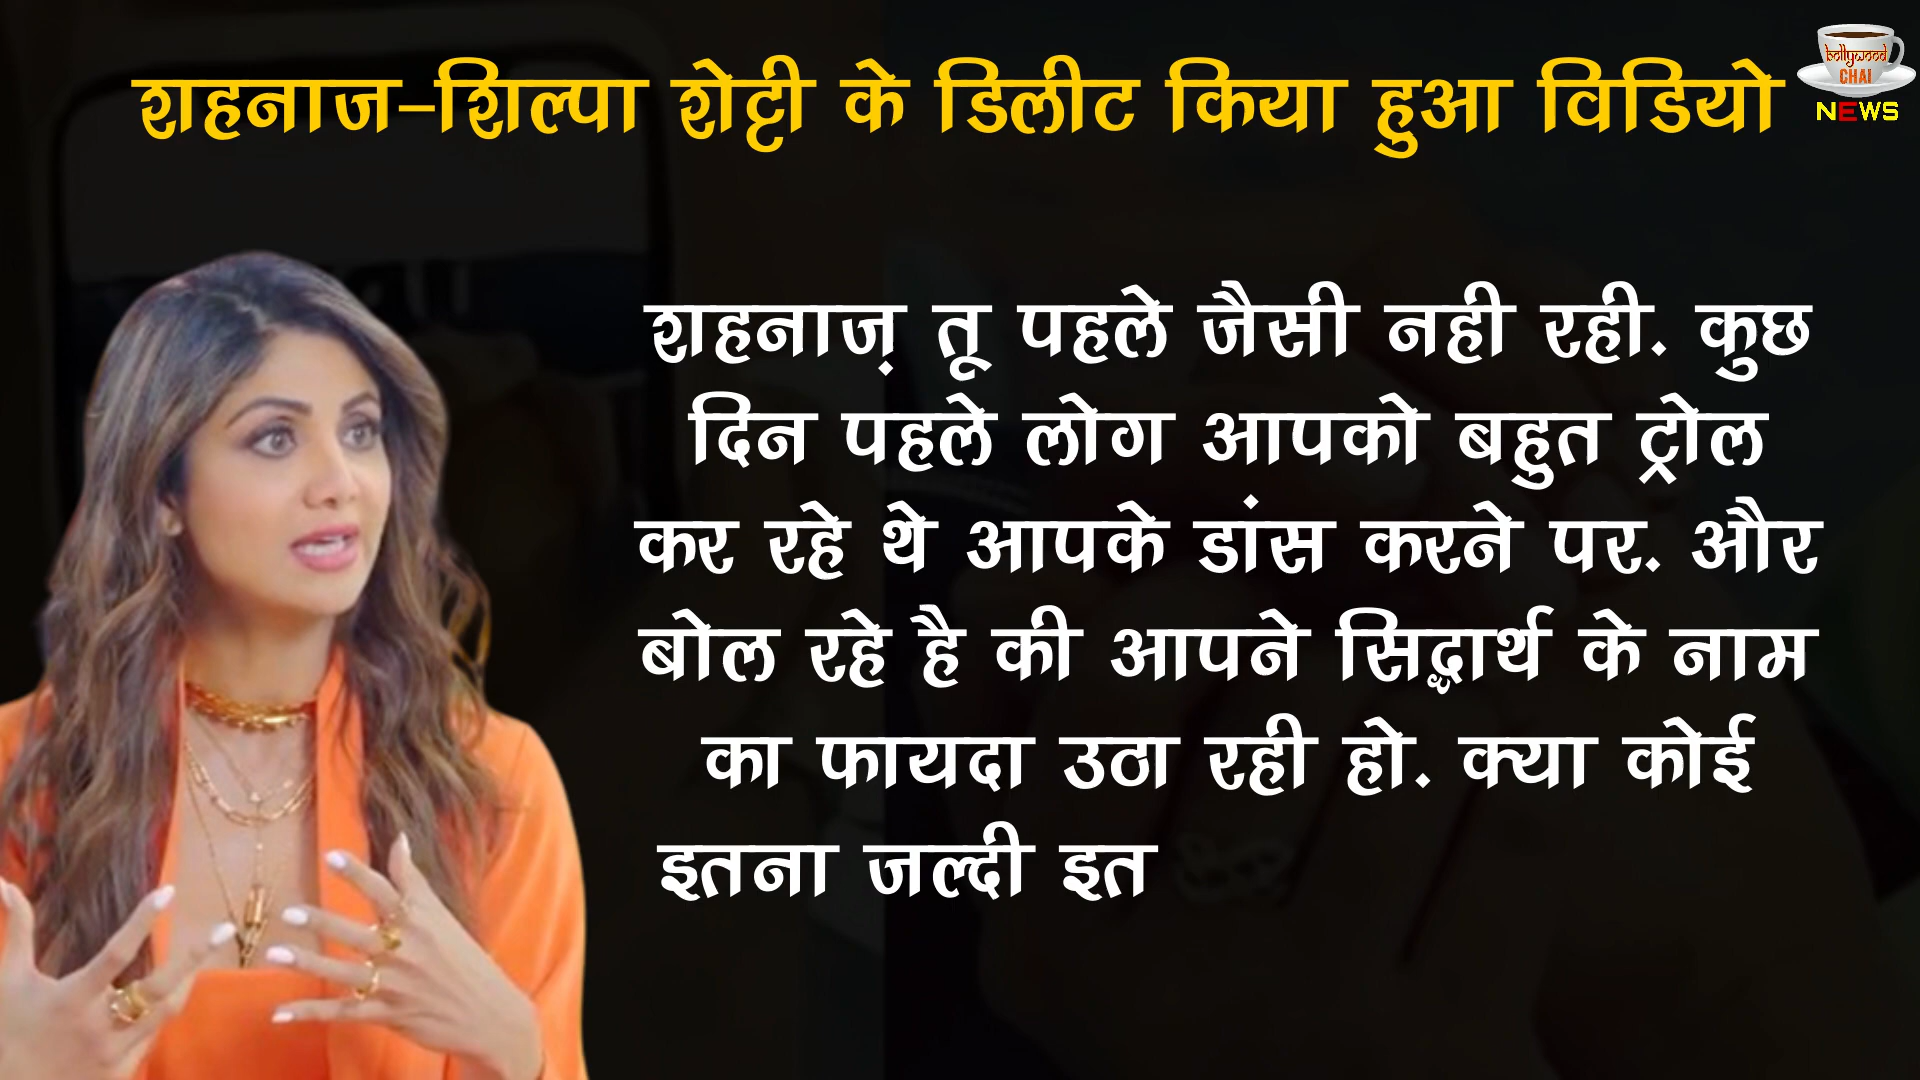 शहनाज-शिल्पा शेट्टी के डिलीट किया हुआ विडियो
bollywood
CHAI
NEWS
शहनाज़ तू पहले जैसी नही रही. कुछ
दिन पहले लोग आपको बहुत ट्रोल
कर रहे थे आपके डांस करने पर. और
बोल रहे है की आपने सिद्धार्थ के नाम
का फायदा उठा रही हो. क्या कोई
इतना जल्दी इत